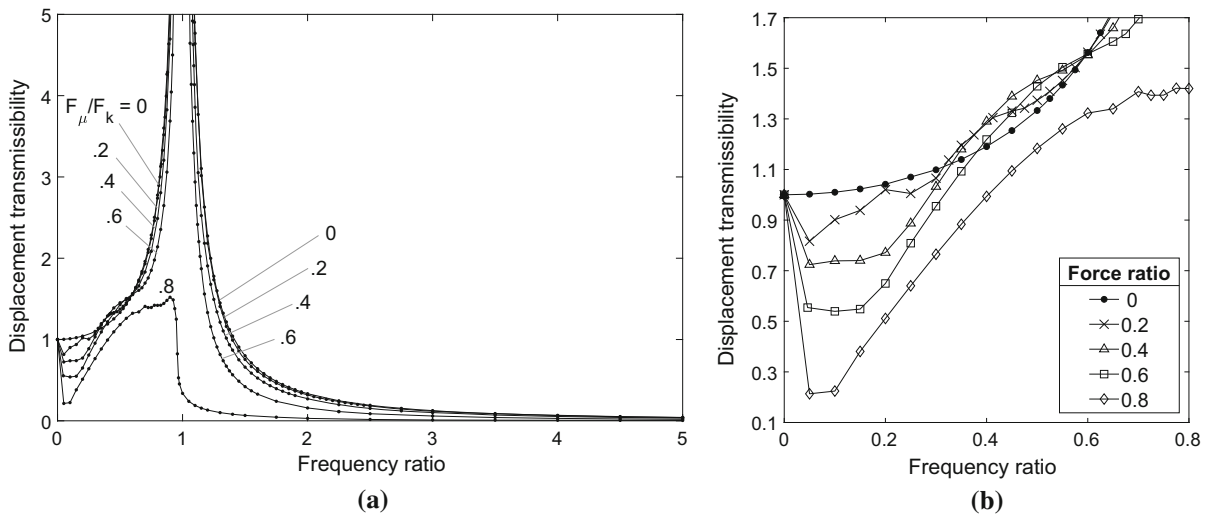 5
4
3
2
1
0
Displacement transmissibility
F_μ/F_k = 0
.2
.4
.6
.8
0
.2
.4
.6
0 1 2 3 4 5
Frequency ratio
(a)
1.7
1.5
1.3
1.1
0.9
0.7
0.5
0.3
0.1
Displacement transmissibility
Force ratio
0
0.2
0.4
0.6
0.8
0 0.2 0.4 0.6 0.8
Frequency ratio
(b)